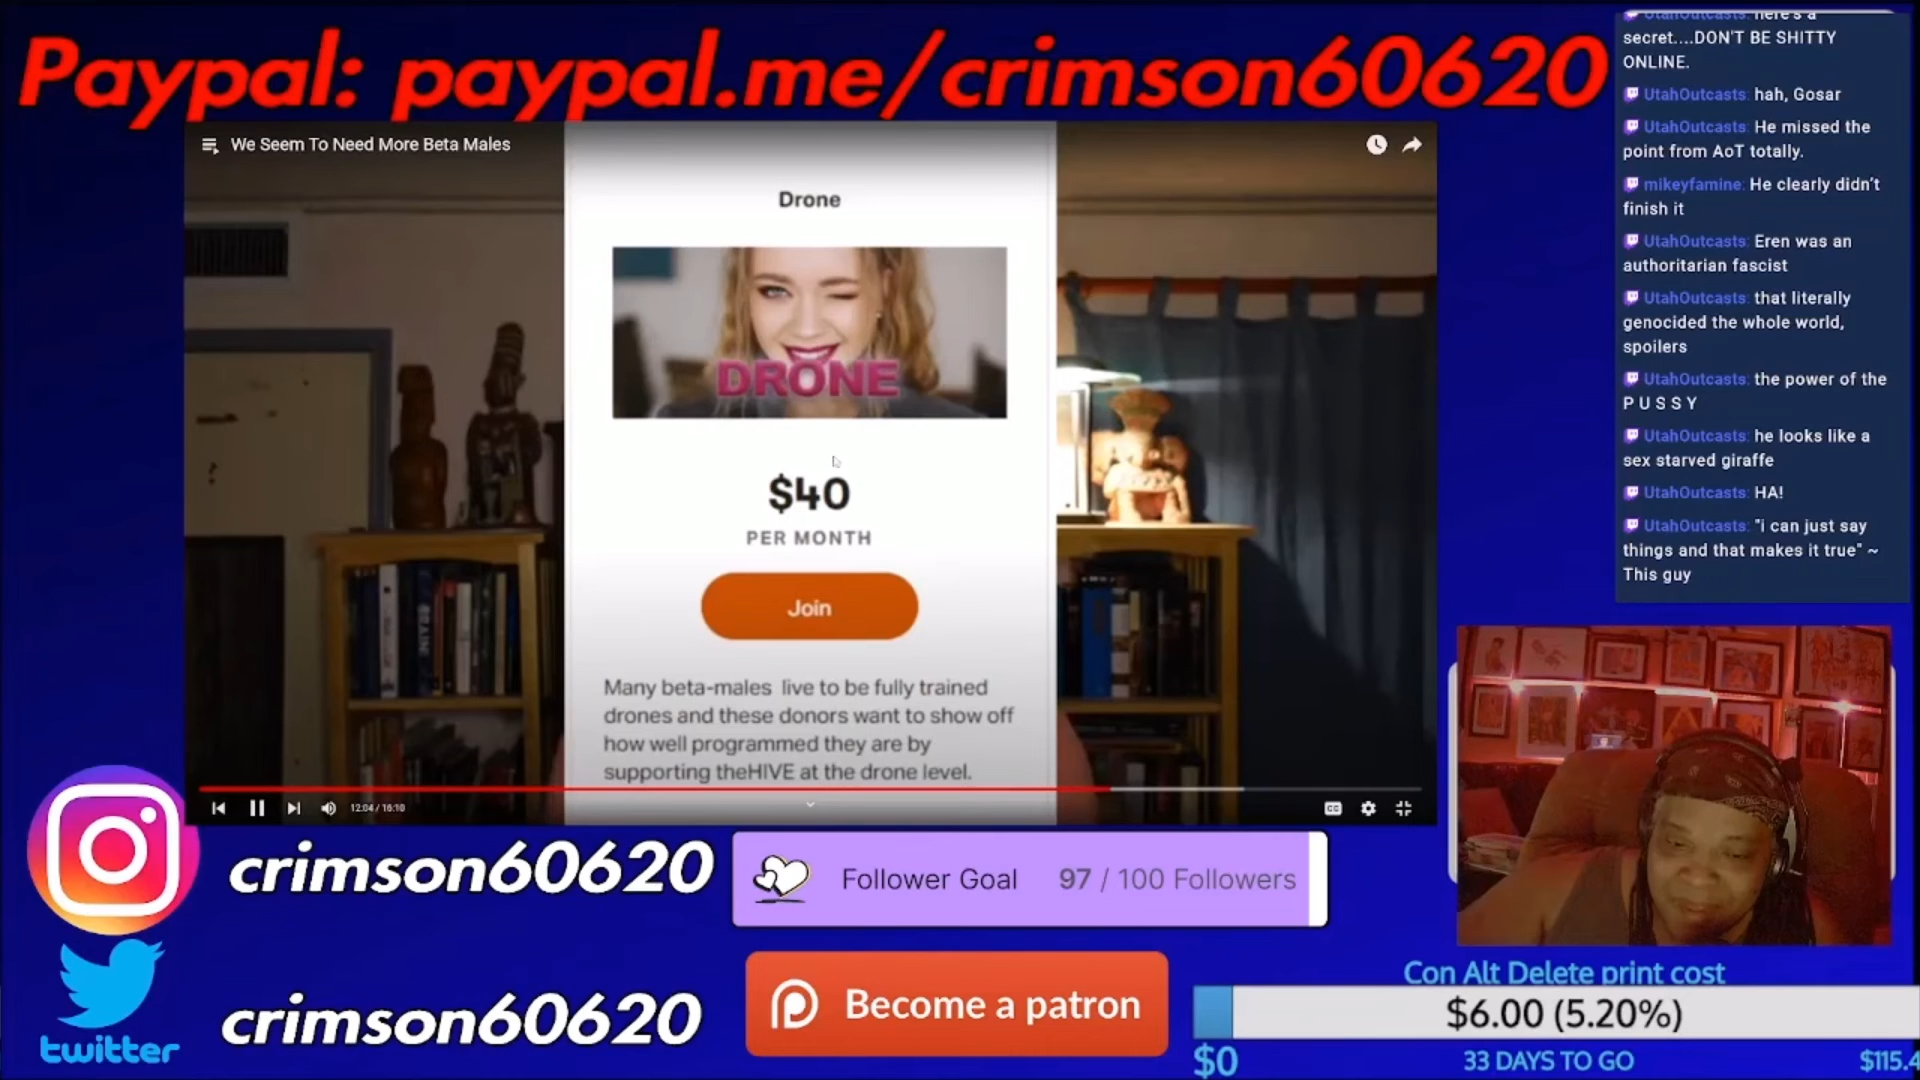 Paypal: paypal.me/crimson60620
We Seem To Need More Beta Males
Drone
DRONE
$40
PER MONTH
Join
Many beta-males live to be fully trained
drones and these donors want to show off
how well programmed they are by
supporting theHIVE at the drone level.
12:04 / 16:10
CC
UtahOutcasts: here's a
secret....DON'T BE SHITTY
ONLINE.
UtahOutcasts: hah, Gosar
UtahOutcasts: He missed the
point from AoT totally.
mikeyfamine: He clearly didn't
finish it
UtahOutcasts: Eren was an
authoritarian fascist
UtahOutcasts: that literally
genocided the whole world,
spoilers
UtahOutcasts: the power of the
P U S S Y
UtahOutcasts: he looks like a
sex starved giraffe
UtahOutcasts: HA!
UtahOutcasts: "i can just say
things and that makes it true" ~
This guy
crimson60620
Follower Goal 97 / 100 Followers
twitter
crimson60620
Become a patron
Con Alt Delete print cost
$6.00 (5.20%)
$0 33 DAYS TO GO $115.4